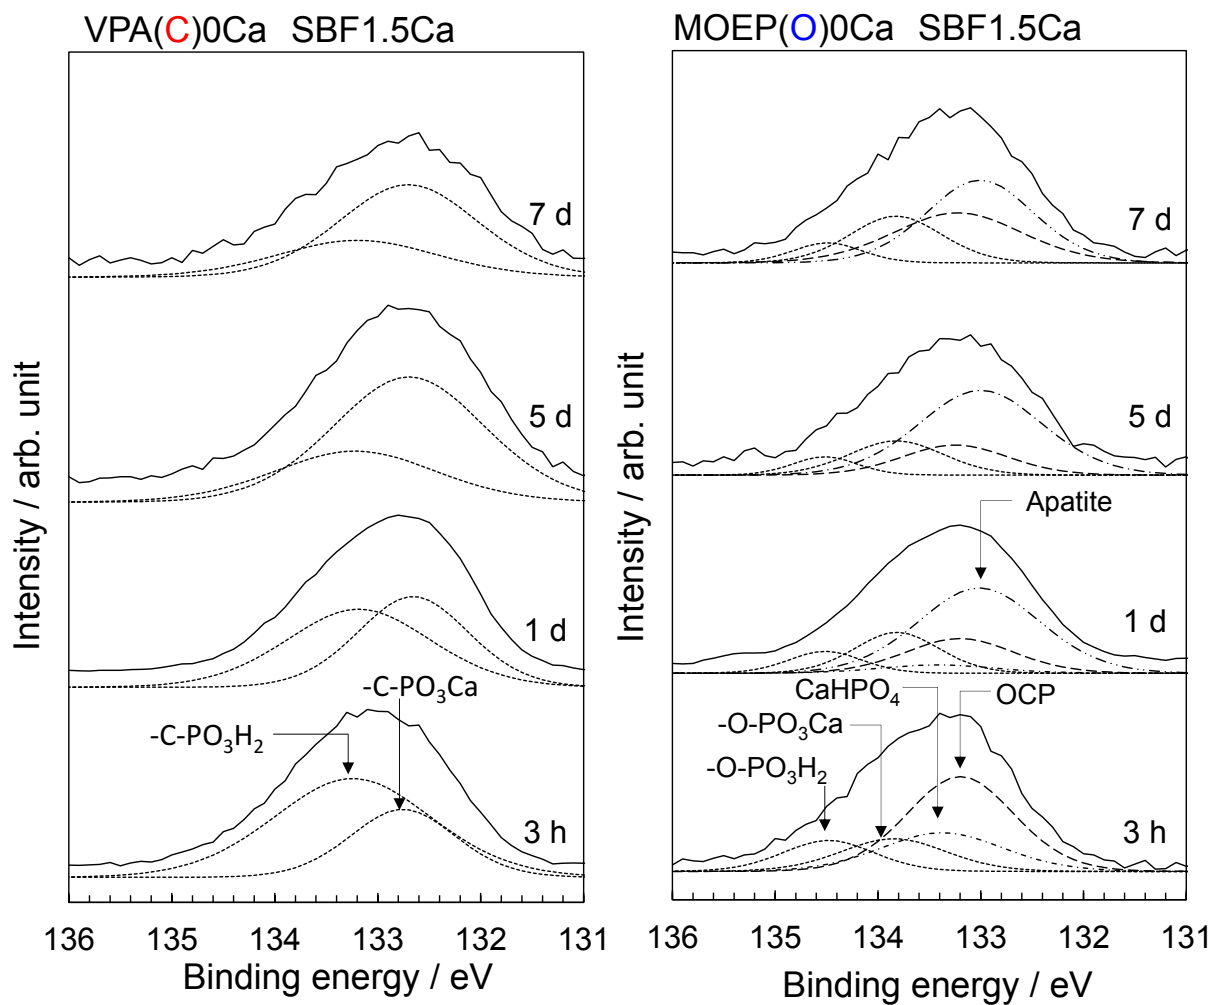 VPA(C)0Ca SBF1.5Ca
7 d
5 d
1 d
-C-PO₃Ca
-C-PO₃H₂
3 h
136 135 134 133 132 131
Binding energy / eV
Intensity / arb. unit
MOEP(O)0Ca SBF1.5Ca
7 d
5 d
Apatite
1 d
CaHPO₄
OCP
-O-PO₃Ca
-O-PO₃H₂
3 h
136 135 134 133 132 131
Binding energy / eV
Intensity / arb. unit